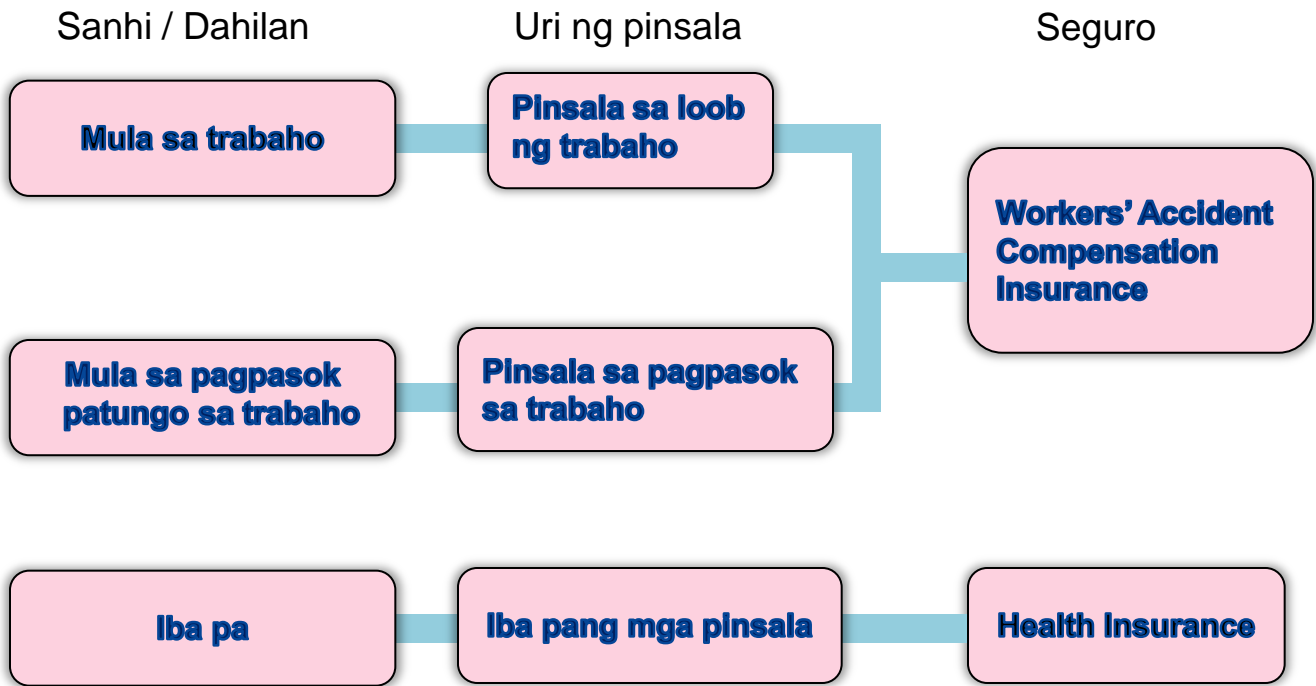 Sanhi / Dahilan
Uri ng pinsala
Seguro
Mula sa trabaho
Pinsala sa loob
ng trabaho
Workers’ Accident
Compensation
Insurance
Mula sa pagpasok
patungo sa trabaho
Pinsala sa pagpasok
sa trabaho
Iba pa
Iba pang mga pinsala
Health Insurance